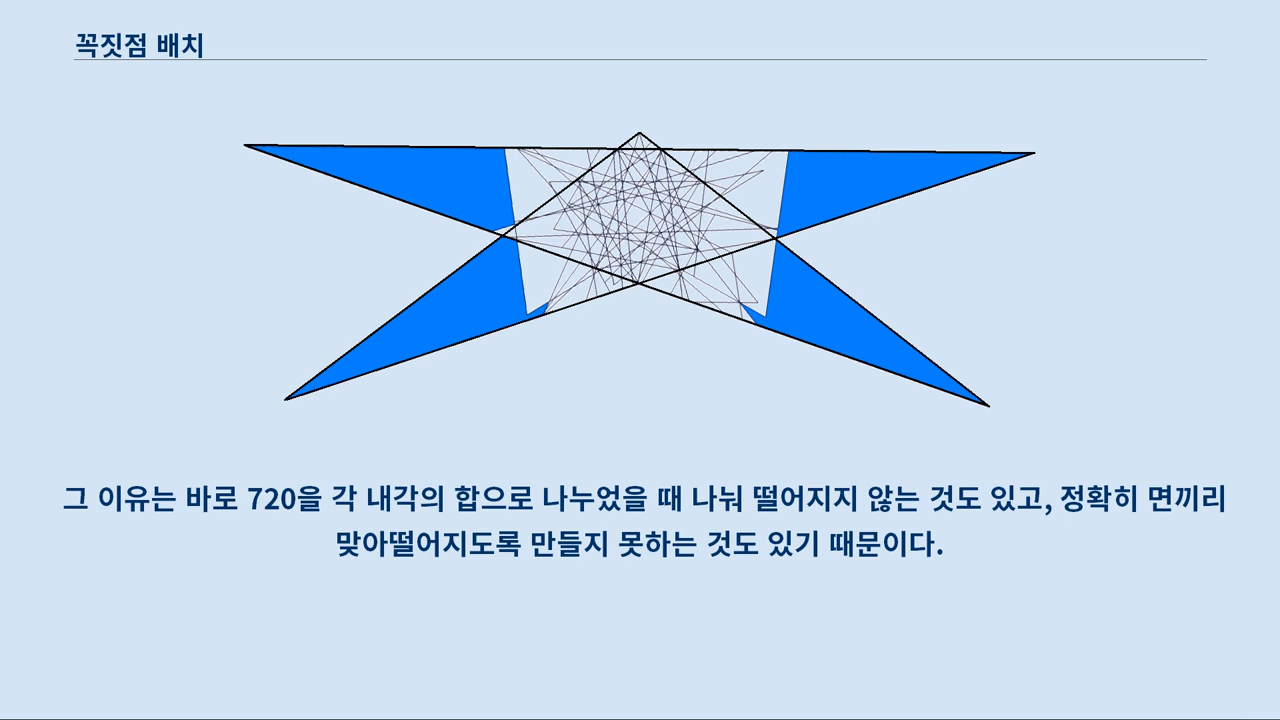 꼭짓점 배치
그 이유는 바로 720을 각 내각의 합으로 나누었을 때 나눠 떨어지지 않는 것도 있고, 정확히 면끼리
맞아떨어지도록 만들지 못하는 것도 있기 때문이다.